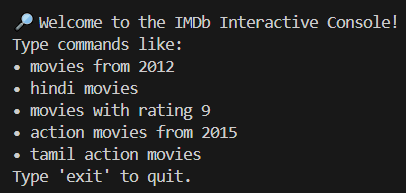 🔎 Welcome to the IMDb Interactive Console!
Type commands like:
• movies from 2012
• hindi movies
• movies with rating 9
• action movies from 2015
• tamil action movies
Type 'exit' to quit.